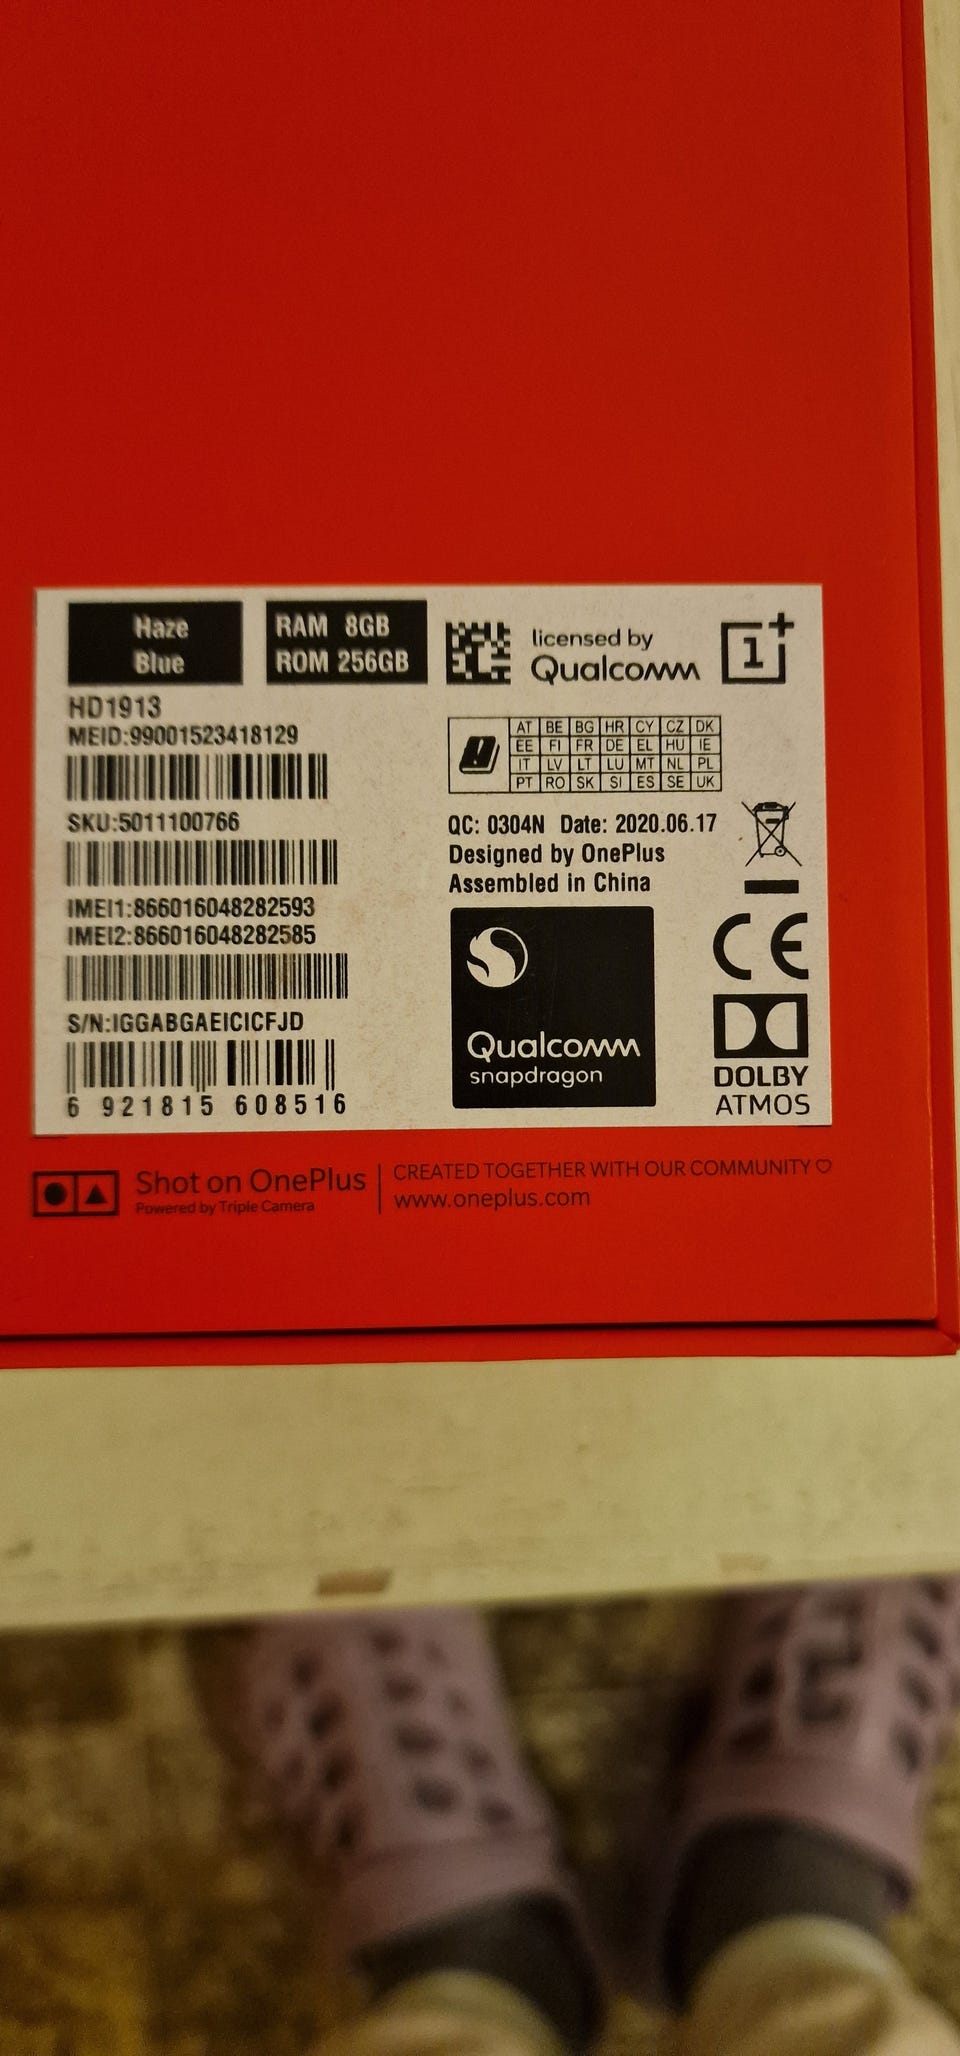 Haze
Blue
RAM 8GB
ROM 256GB
HD1913
MEID:99001523418129
SKU:5011100766
IMEI1:866016048282593
IMEI2:866016048282585
S/N:IGGABGAEICICFJD
6 921815 608516
licensed by
Qualcomm
1+
AT BE BG HR CY CZ DK
EE FI FR DE EL HU IE
IT LV LT LU MT NL PL
PT RO SK SI ES SE UK
QC: 0304N Date: 2020.06.17
Designed by OnePlus
Assembled in China
Qualcomm
snapdragon
CE
DOLBY
ATMOS
Shot on OnePlus
Powered by Triple Camera
CREATED TOGETHER WITH OUR COMMUNITY♡
www.oneplus.com